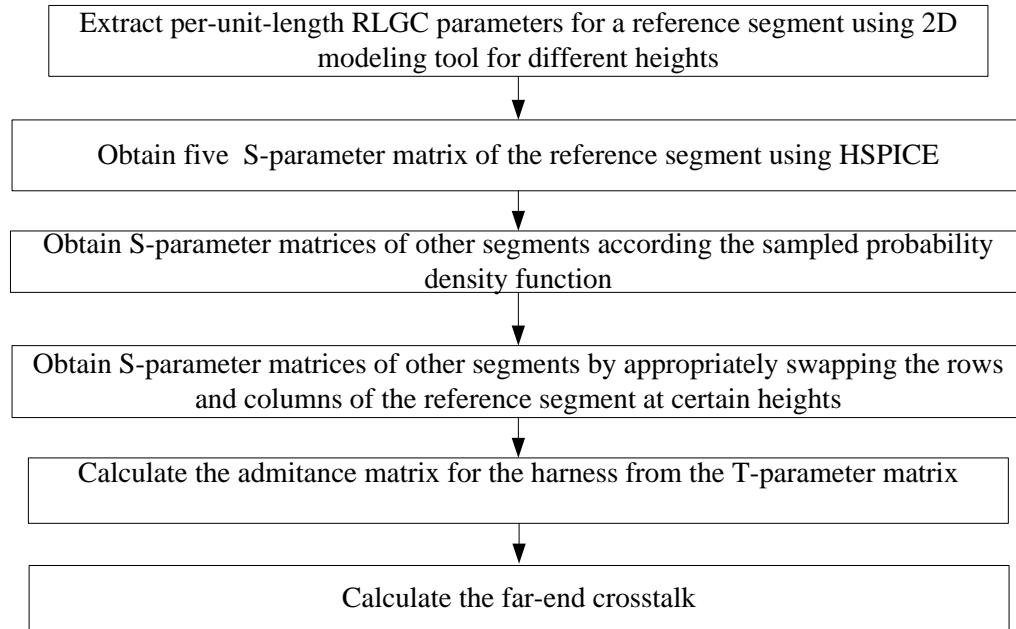 Extract per-unit-length RLGC parameters for a reference segment using 2D
modeling tool for different heights
Obtain five S-parameter matrix of the reference segment using HSPICE
Obtain S-parameter matrices of other segments according the sampled probability
density function
Obtain S-parameter matrices of other segments by appropriately swapping the rows
and columns of the reference segment at certain heights
Calculate the admitance matrix for the harness from the T-parameter matrix
Calculate the far-end crosstalk